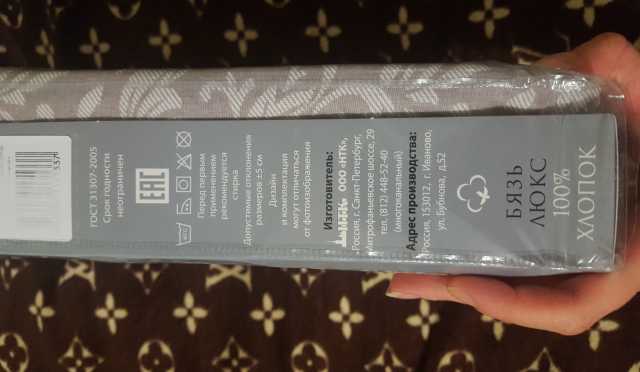 БЯЗЬ
ЛЮКС
100%
ХЛОПОК
ГОСТ 31307-2005
Срок годности
неограничен
EAC
Перед первым
применением
рекомендуется
стирка
Допустимые отклонения
размеров ±5 см
Дизайн
и комплектация
могут отличаться
от фотоизображения
Изготовитель:
ООО «НТК»,
Россия, г. Санкт-Петербург,
Митрофаньевское шоссе, 29
тел. (812) 448-52-40
(многоканальный)
Адрес производства:
Россия, 153012, г. Иваново,
ул. Бубнова, д.52